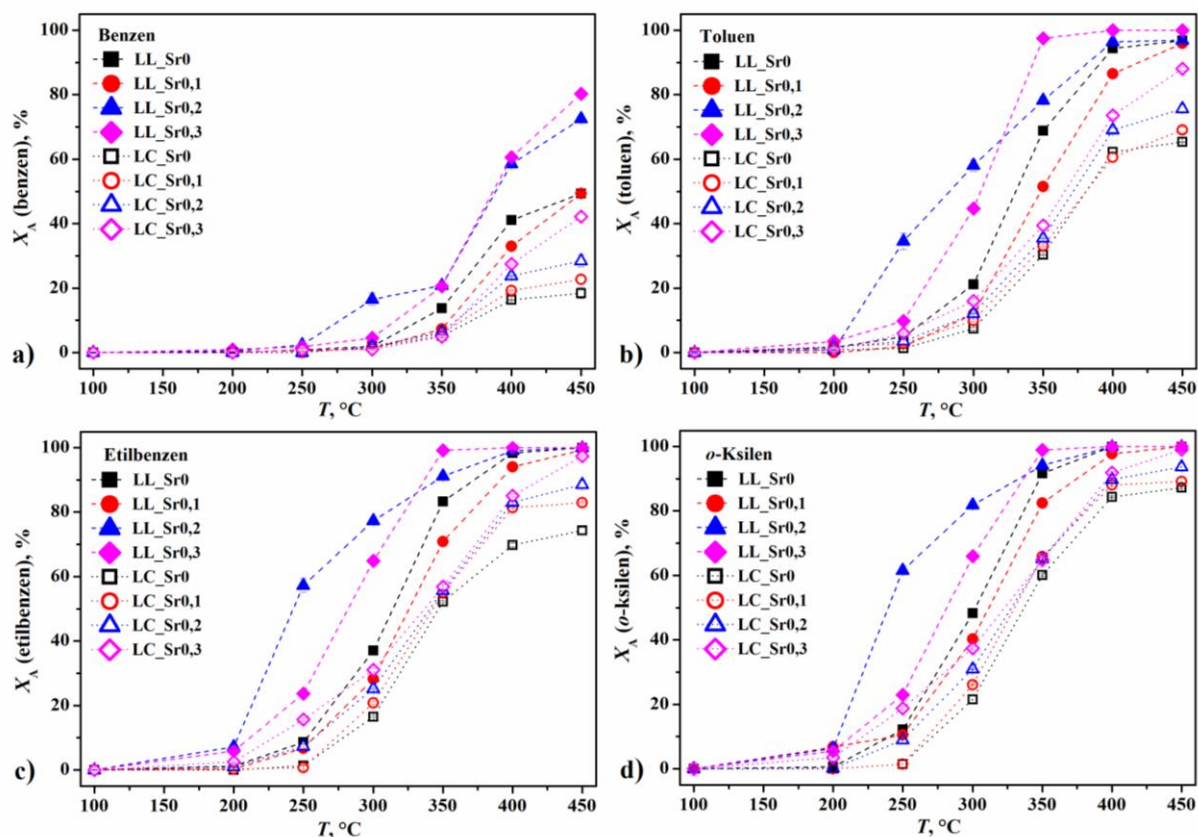 Benzen
LL_Sr0
LL_Sr0,1
LL_Sr0,2
LL_Sr0,3
LC_Sr0
LC_Sr0,1
LC_Sr0,2
LC_Sr0,3
X_A (benzen), %
100
80
60
40
20
0
a)
100 200 250 300 350 400 450
T, °C
Toluen
LL_Sr0
LL_Sr0,1
LL_Sr0,2
LL_Sr0,3
LC_Sr0
LC_Sr0,1
LC_Sr0,2
LC_Sr0,3
X_A (toluen), %
100
80
60
40
20
0
b)
100 200 250 300 350 400 450
T, °C
Etilbenzen
LL_Sr0
LL_Sr0,1
LL_Sr0,2
LL_Sr0,3
LC_Sr0
LC_Sr0,1
LC_Sr0,2
LC_Sr0,3
X_A (etilbenzen), %
100
80
60
40
20
0
c)
100 200 250 300 350 400 450
T, °C
o-Ksilen
LL_Sr0
LL_Sr0,1
LL_Sr0,2
LL_Sr0,3
LC_Sr0
LC_Sr0,1
LC_Sr0,2
LC_Sr0,3
X_A (o-ksilen), %
100
80
60
40
20
0
d)
100 200 250 300 350 400 450
T, °C